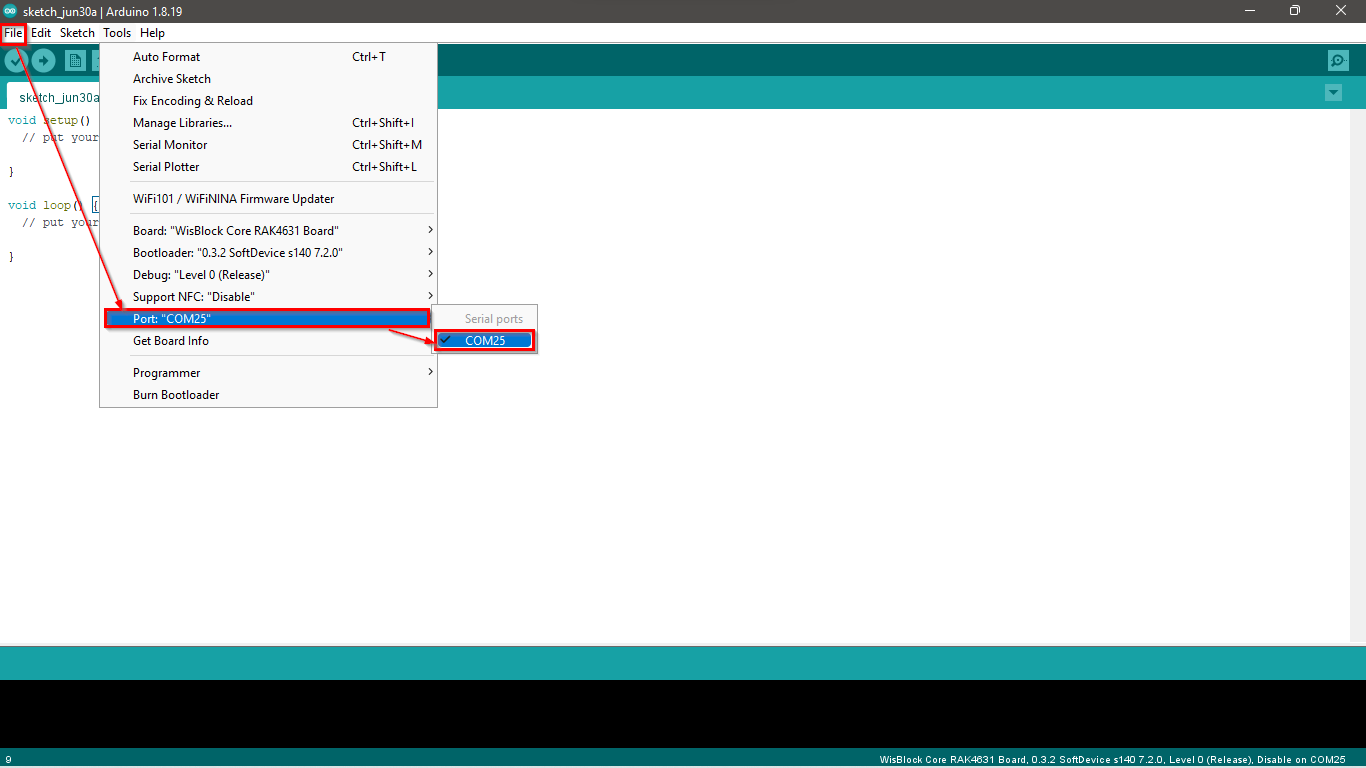 sketch_jun30a | Arduino 1.8.19
File Edit Sketch Tools Help
Auto Format Ctrl+T
Archive Sketch
Fix Encoding & Reload
Manage Libraries... Ctrl+Shift+I
Serial Monitor Ctrl+Shift+M
Serial Plotter Ctrl+Shift+L
WiFi101 / WiFiNINA Firmware Updater
Board: "WisBlock Core RAK4631 Board"
Bootloader: "0.3.2 SoftDevice s140 7.2.0"
Debug: "Level 0 (Release)"
Support NFC: "Disable"
Port: "COM25"
Get Board Info
Programmer
Burn Bootloader
Serial ports
COM25
sketch_jun30a
void setup()
// put your
}
void loop() {
// put your
}
9
WisBlock Core RAK4631 Board, 0.3.2 SoftDevice s140 7.2.0, Level 0 (Release), Disable on COM25